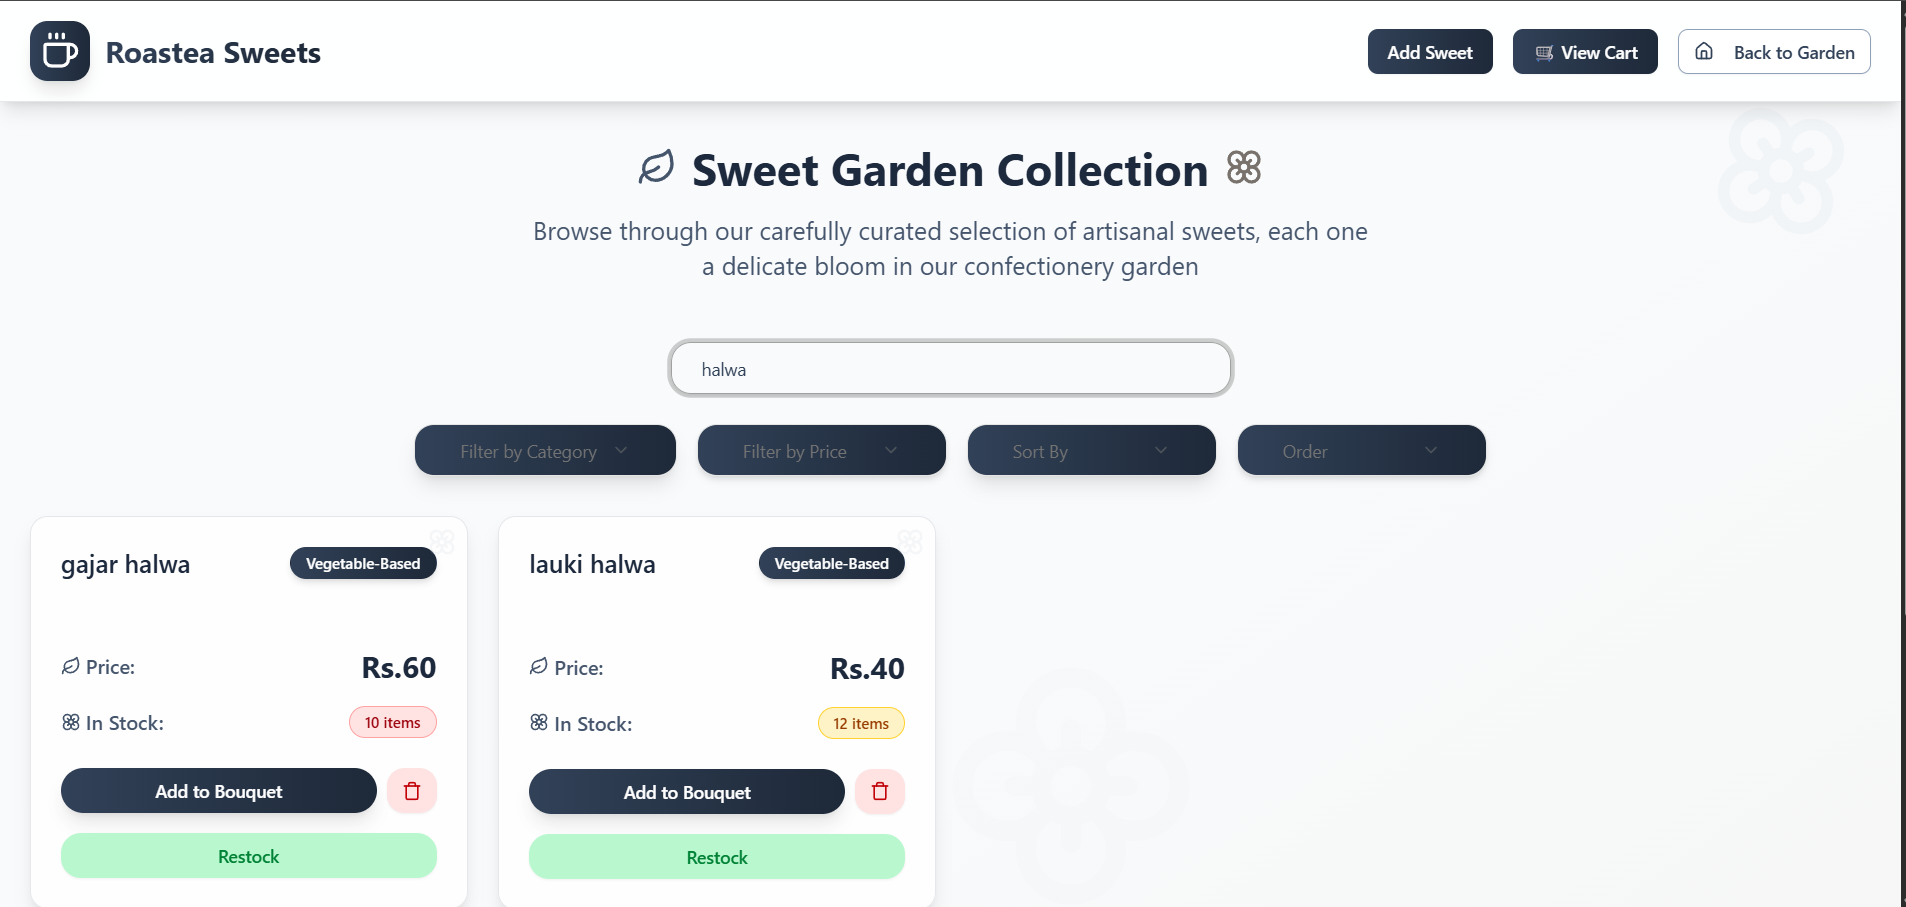 Roastea Sweets
Add Sweet
View Cart
Back to Garden
Sweet Garden Collection
Browse through our carefully curated selection of artisanal sweets, each one
a delicate bloom in our confectionery garden
halwa
Filter by Category
Filter by Price
Sort By
Order
gajar halwa
Vegetable-Based
Price:
Rs.60
In Stock:
10 items
Add to Bouquet
Restock
lauki halwa
Vegetable-Based
Price:
Rs.40
In Stock:
12 items
Add to Bouquet
Restock